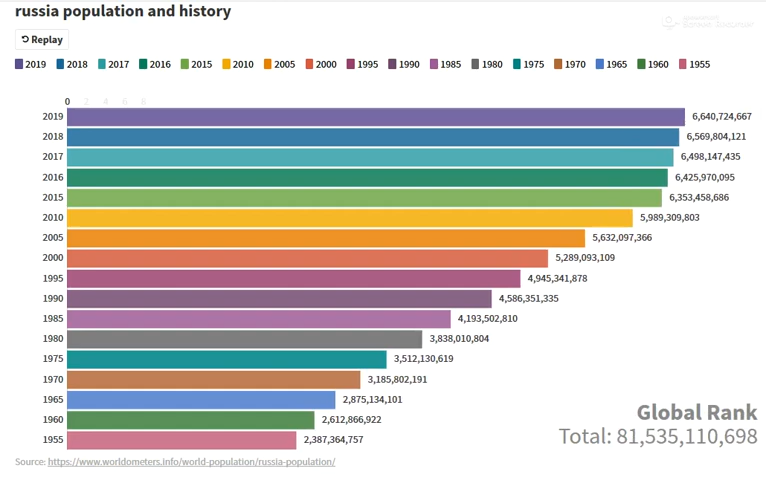 russia population and history
Replay
2019 2018 2017 2016 2015 2010 2005 2000 1995 1990 1985 1980 1975 1970 1965 1960 1955
0 2 4 6 8
2019 6,640,724,667
2018 6,569,804,121
2017 6,498,147,435
2016 6,425,970,095
2015 6,353,458,686
2010 5,989,309,803
2005 5,632,097,366
2000 5,289,093,109
1995 4,945,341,878
1990 4,586,351,335
1985 4,193,502,810
1980 3,838,010,804
1975 3,512,130,619
1970 3,185,802,191
1965 2,875,134,101
1960 2,612,866,922
1955 2,387,364,757
Global Rank
Total: 81,535,110,698
Source: https://www.worldometers.info/world-population/russia-population/